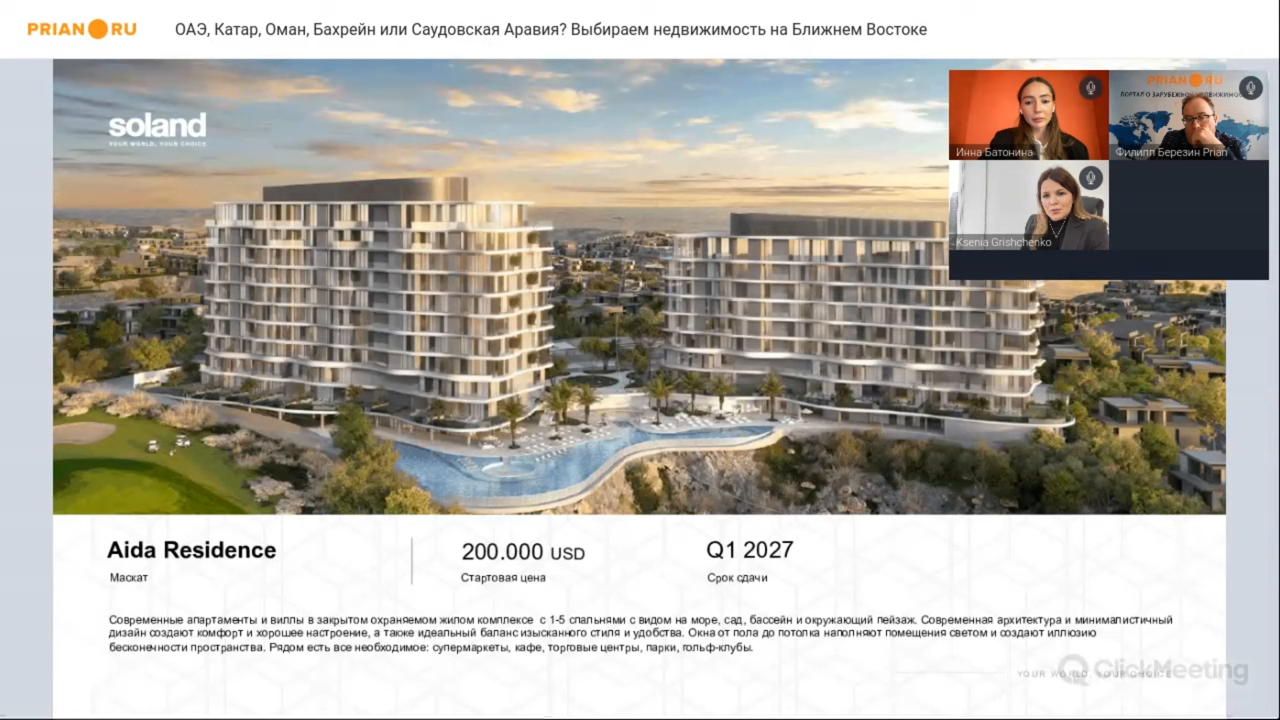 PRIAN RU
ОАЭ, Катар, Оман, Бахрейн или Саудовская Аравия? Выбираем недвижимость на Ближнем Востоке
soland
YOUR WORLD, YOUR CHOICE
PRIAN RU
Инна Батонина
Филипп Березин Prian
Ksenia Grishchenko
Aida Residence
Маскат
200.000 USD
Стартовая цена
Q1 2027
Срок сдачи
Современные апартаменты и виллы в закрытом охраняемом жилом комплексе с 1-5 спальнями с видом на море, сад, бассейн и окружающий пейзаж. Современная архитектура и минималистичный
дизайн создают комфорт и хорошее настроение, а также идеальный баланс изысканного стиля и удобства. Окна от пола до потолка наполняют помещения светом и создают иллюзию
бесконечности пространства. Рядом есть все необходимое: супермаркеты, кафе, торговые центры, парки, гольф-клубы.
YOUR WORLD, YOUR CHOICE
ClickMeeting